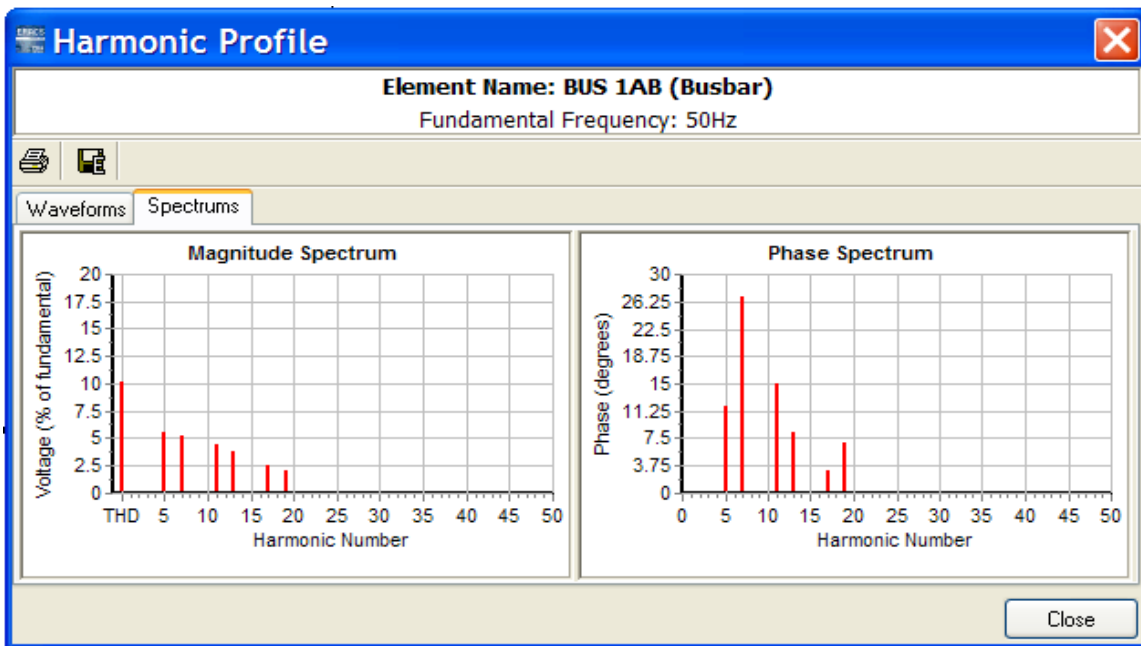 Harmonic Profile
Element Name: BUS 1AB (Busbar)
Fundamental Frequency: 50Hz
Waveforms Spectrums
Magnitude Spectrum
Voltage (% of fundamental)
20
17.5
15
12.5
10
7.5
5
2.5
0
THD 5 10 15 20 25 30 35 40 45 50
Harmonic Number
Phase Spectrum
Phase (degrees)
30
26.25
22.5
18.75
15
11.25
7.5
3.75
0
0 5 10 15 20 25 30 35 40 45 50
Harmonic Number
Close